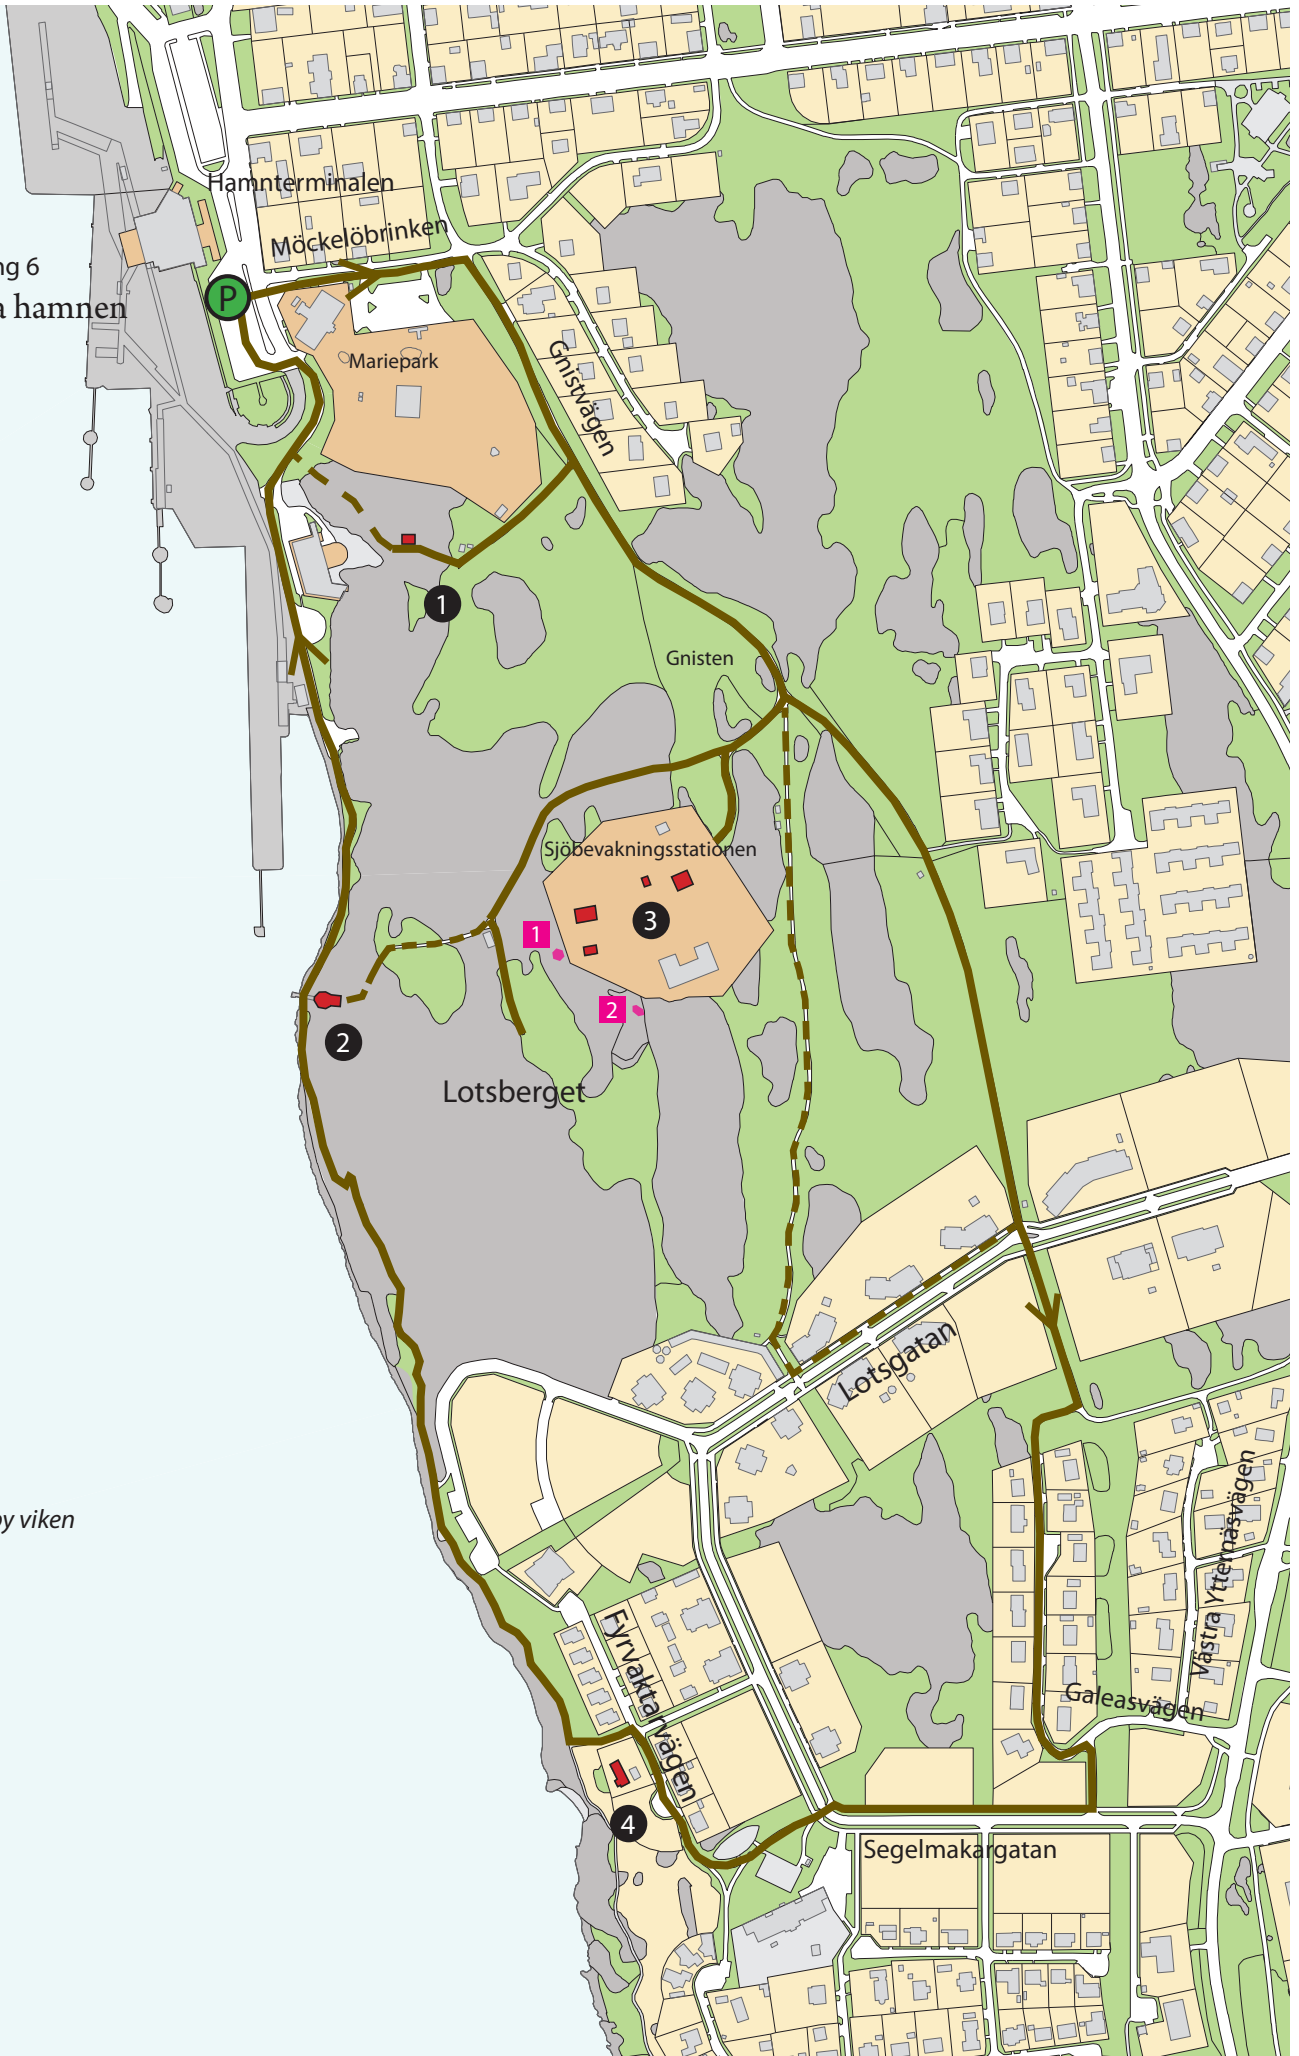 Hamnterminalen
Möckelöbrinken
ng 6
P
a hamnen
Mariepark
Gnistvägen
1
Gnisten
Sjöbevakningsstationen
3
1
2
2
Lotsberget
Lotsgatan
Västra Ytternäsvägen
by viken
Fyrvaktarvägen
Galeasvägen
4
Segelmakargatan